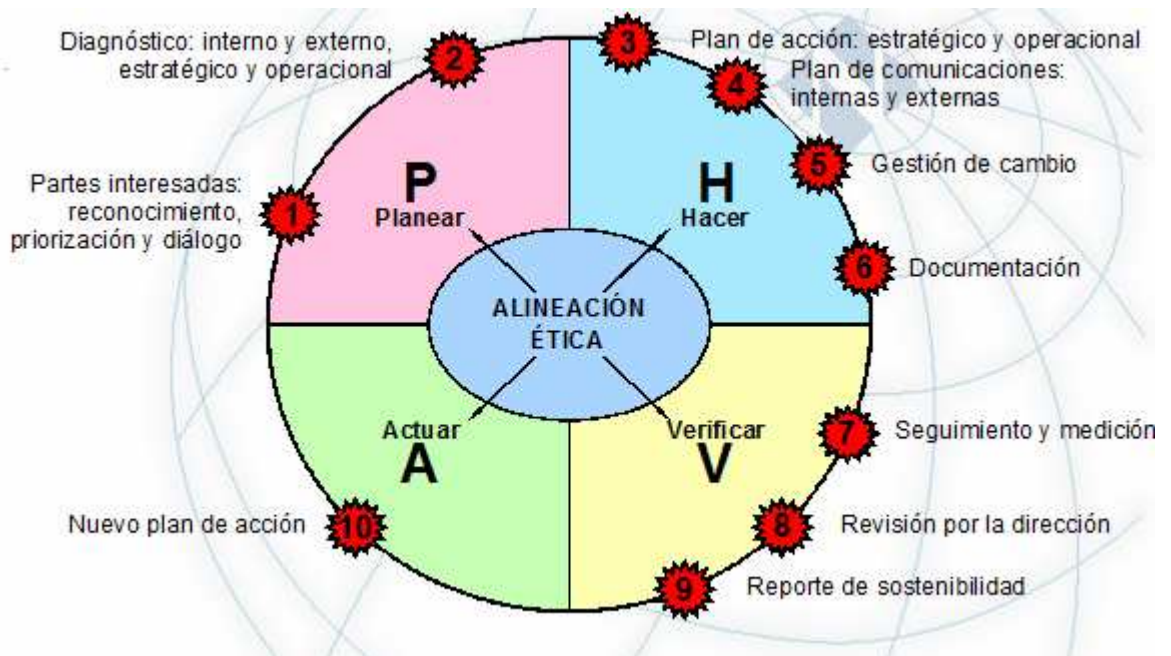 Diagnóstico: interno y externo,
estratégico y operacional
2
3
Plan de acción: estratégico y operacional
4
Plan de comunicaciones:
internas y externas
5
Gestión de cambio
Partes interesadas:
reconocimiento,
priorización y diálogo
1
P
Planear
H
Hacer
6
Documentación
ALINEACIÓN
ÉTICA
Actuar
A
Verificar
V
7
Seguimiento y medición
Nuevo plan de acción
10
8
Revisión por la dirección
9
Reporte de sostenibilidad